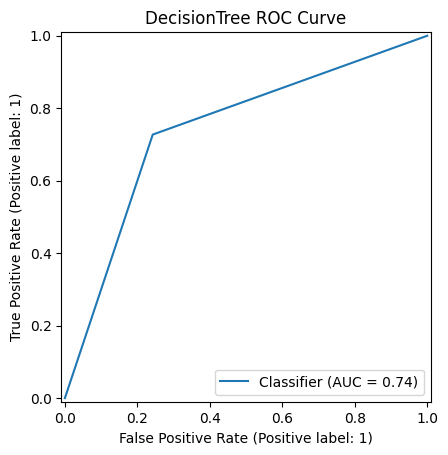 DecisionTree ROC Curve
True Positive Rate (Positive label: 1)
1.0
0.8
0.6
0.4
0.2
0.0
Classifier (AUC = 0.74)
0.0 0.2 0.4 0.6 0.8 1.0
False Positive Rate (Positive label: 1)